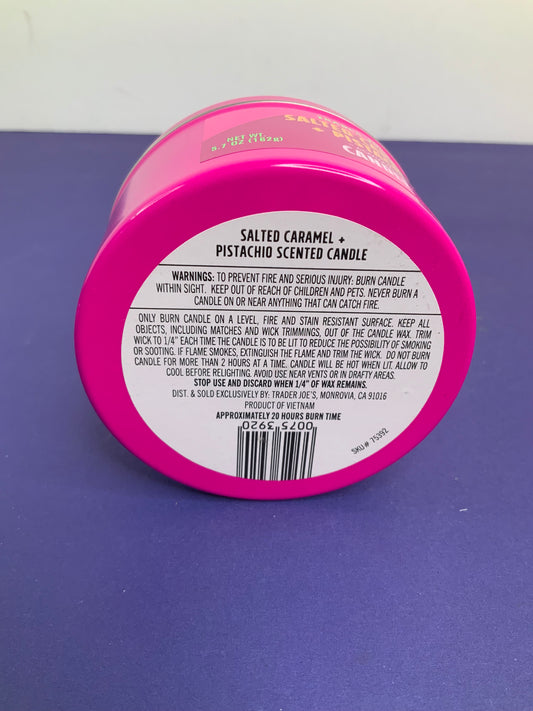 SALTED
+ PIST
CAND
NET WT
5.7 OZ (162g)
SALTED CARAMEL +
PISTACHIO SCENTED CANDLE
WARNINGS: TO PREVENT FIRE AND SERIOUS INJURY: BURN CANDLE
WITHIN SIGHT. KEEP OUT OF REACH OF CHILDREN AND PETS. NEVER BURN A
CANDLE ON OR NEAR ANYTHING THAT CAN CATCH FIRE.
ONLY BURN CANDLE ON A LEVEL, FIRE AND STAIN RESISTANT SURFACE. KEEP ALL
OBJECTS, INCLUDING MATCHES AND WICK TRIMMINGS, OUT OF THE CANDLE WAX. TRIM
WICK TO 1/4" EACH TIME THE CANDLE IS TO BE LIT TO REDUCE THE POSSIBILITY OF SMOKING
OR SOOTING. IF FLAME SMOKES, EXTINGUISH THE FLAME AND TRIM THE WICK. DO NOT BURN
CANDLE FOR MORE THAN 2 HOURS AT A TIME. CANDLE WILL BE HOT WHEN LIT. ALLOW TO
COOL BEFORE RELIGHTING. AVOID USE NEAR VENTS OR IN DRAFTY AREAS.
STOP USE AND DISCARD WHEN 1/4" OF WAX REMAINS.
DIST. & SOLD EXCLUSIVELY BY: TRADER JOE'S, MONROVIA, CA 91016
PRODUCT OF VIETNAM
APPROXIMATELY 20 HOURS BURN TIME
0075 3920
SKU# 75392